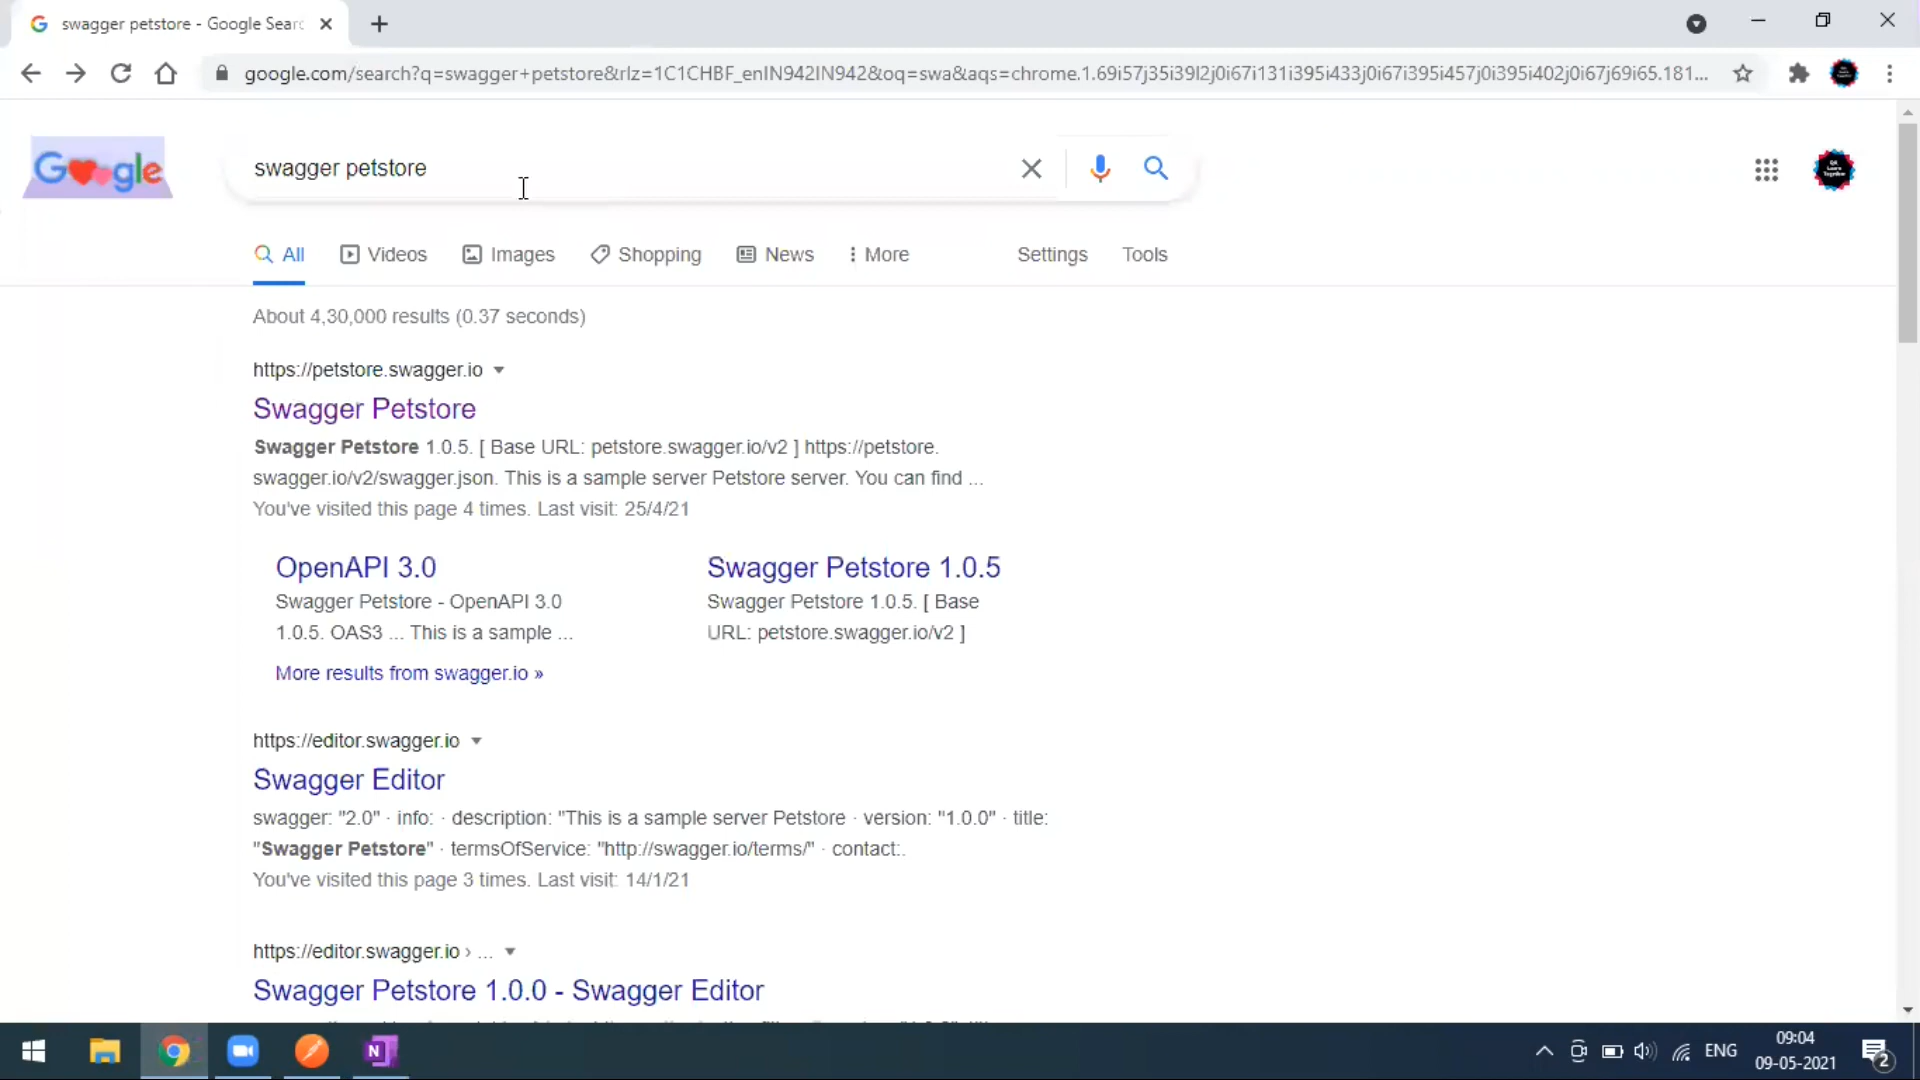 swagger petstore - Google Searc
google.com/search?q=swagger+petstore&rlz=1C1CHBF_enIN942IN942&oq=swa&aqs=chrome.1.69i57j35i39l2j0i67i131i395i433j0i67i395i457j0i395i402j0i67j69i65.181...
Google
swagger petstore
All Videos Images Shopping News More Settings Tools
About 4,30,000 results (0.37 seconds)
https://petstore.swagger.io
Swagger Petstore
Swagger Petstore 1.0.5. [ Base URL: petstore.swagger.io/v2 ] https://petstore.
swagger.io/v2/swagger.json. This is a sample server Petstore server. You can find ...
You've visited this page 4 times. Last visit: 25/4/21
OpenAPI 3.0
Swagger Petstore - OpenAPI 3.0
1.0.5. OAS3 ... This is a sample ...
Swagger Petstore 1.0.5
Swagger Petstore 1.0.5. [ Base
URL: petstore.swagger.io/v2 ]
More results from swagger.io »
https://editor.swagger.io
Swagger Editor
swagger: "2.0" · info: · description: "This is a sample server Petstore · version: "1.0.0" · title:
"Swagger Petstore" · termsOfService: "http://swagger.io/terms/" · contact:.
You've visited this page 3 times. Last visit: 14/1/21
https://editor.swagger.io › ...
Swagger Petstore 1.0.0 - Swagger Editor
N
ENG
09:04
09-05-2021
2